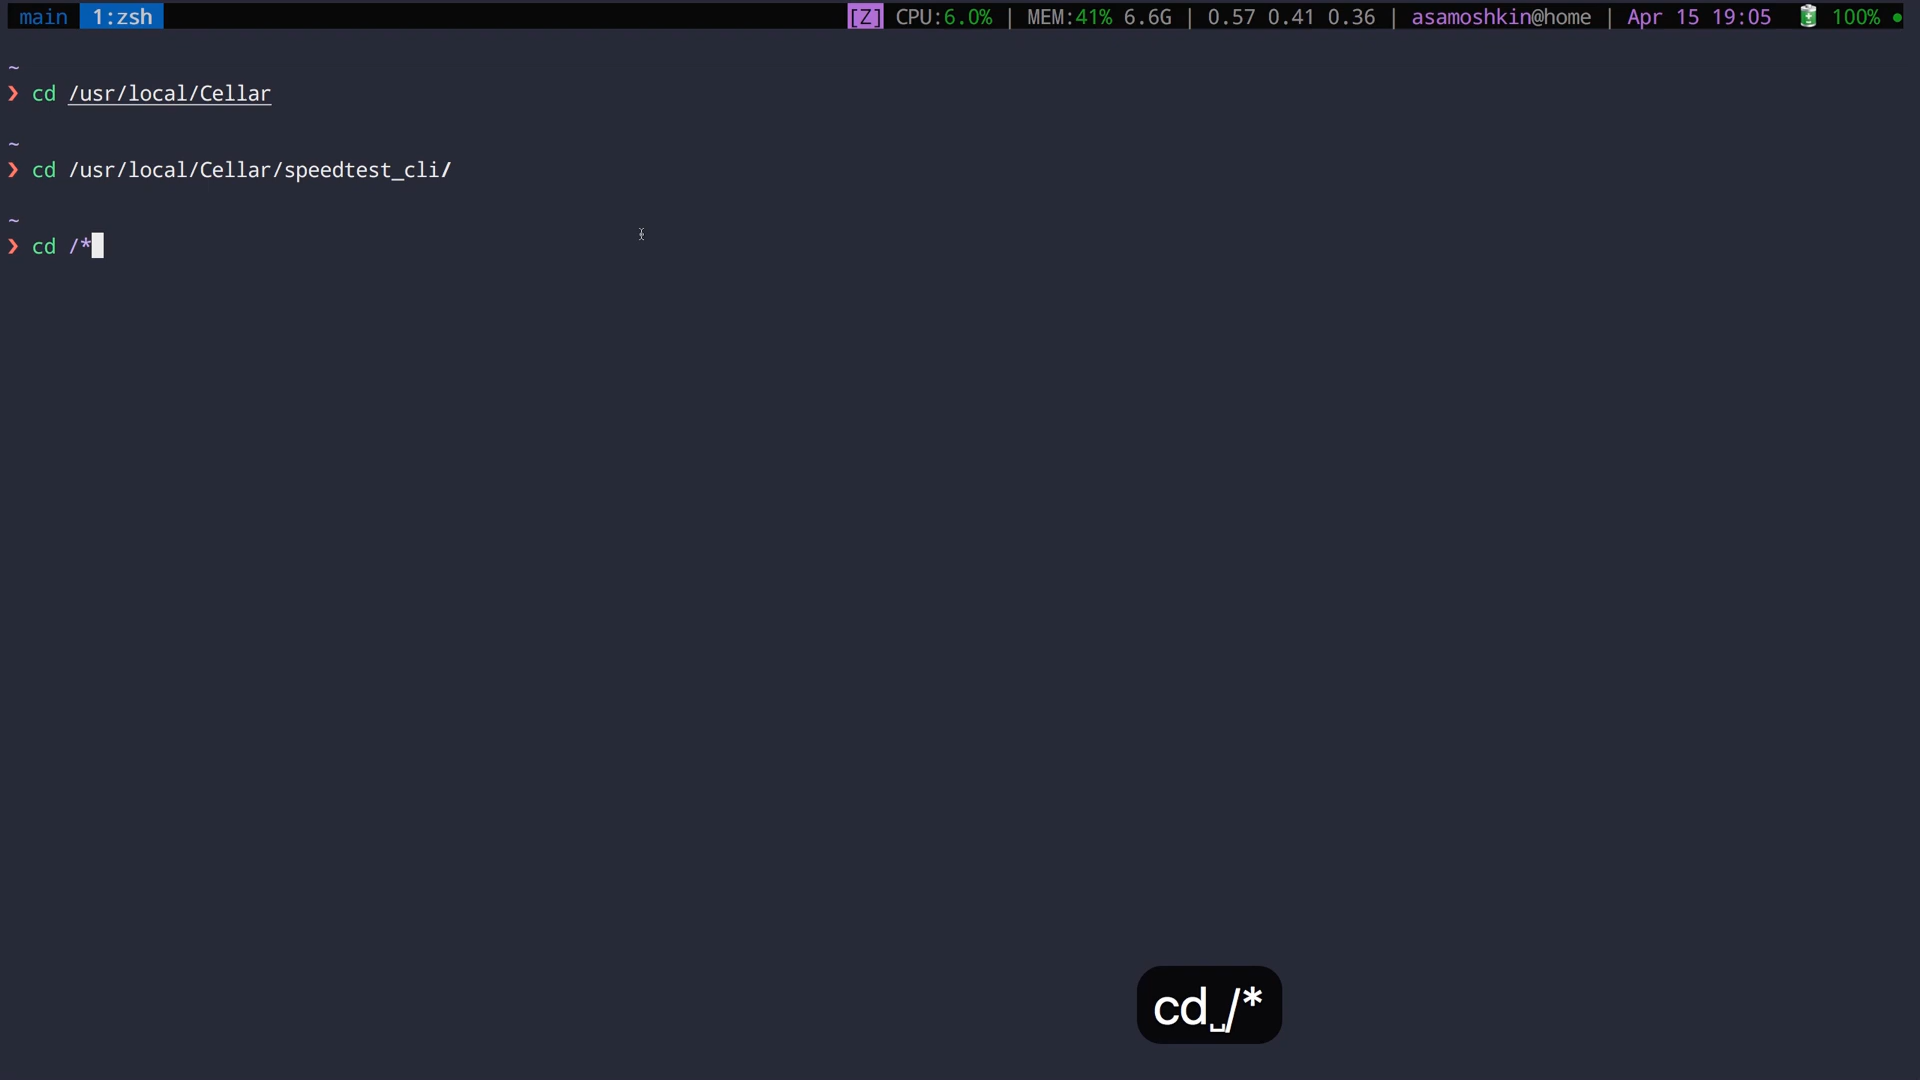 main 1:zsh [Z] CPU:6.0% | MEM:41% 6.6G | 0.57 0.41 0.36 | asamoshkin@home | Apr 15 19:05 🔋 100% ●
~
❯ cd /usr/local/Cellar
~
❯ cd /usr/local/Cellar/speedtest_cli/
~
❯ cd /*
cd␣/*